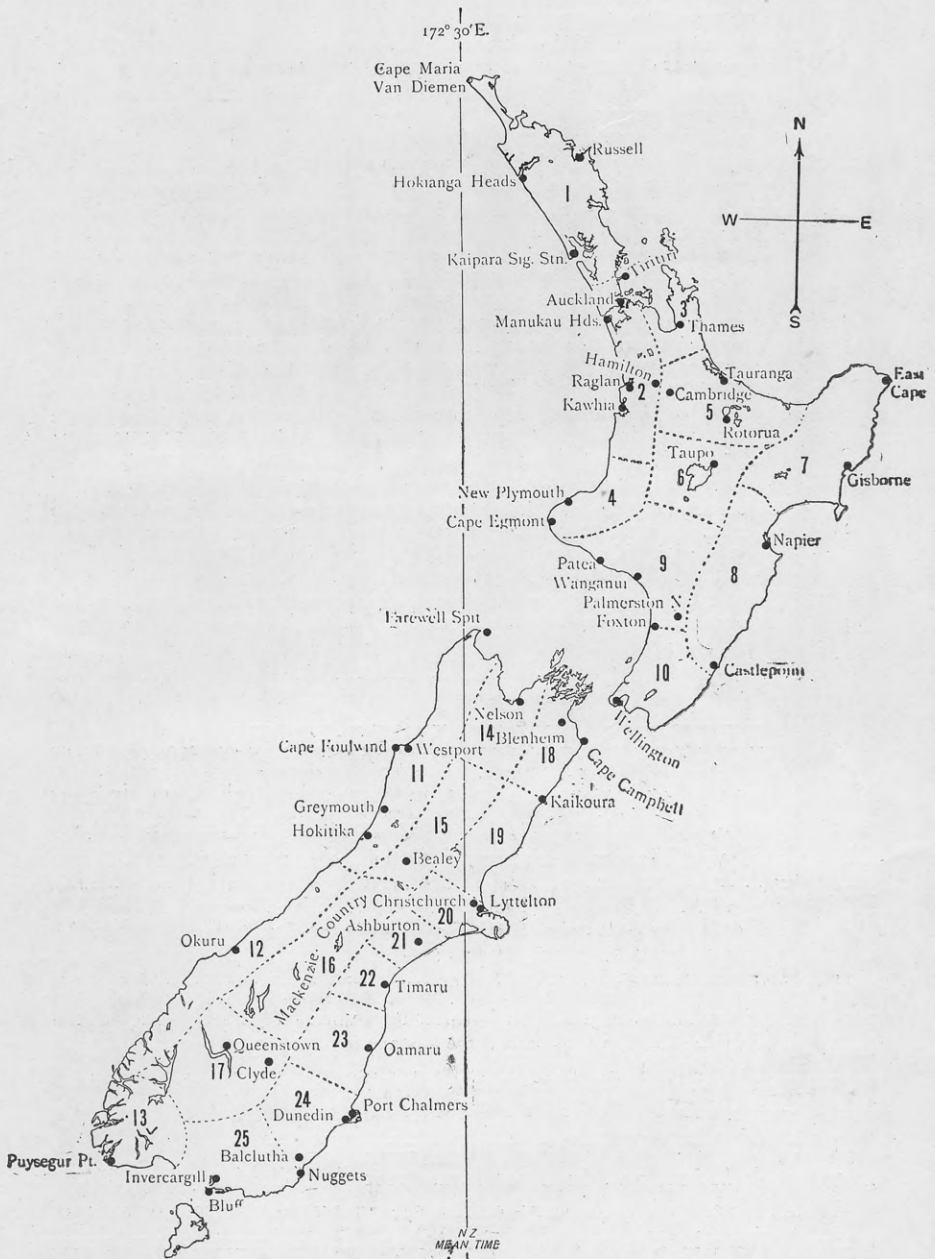 172° 30′ E.
Cape Maria
Van Diemen
N
Russell
Hokianga Heads
1
W
E
Kaipara Sig. Stn.
Tiritiri
Auckland
3
S
Manukau Hds.
Thames
Hamilton
Tauranga
East
Cape
Raglan
2
Cambridge
Kawhia
5
Rotorua
Taupo
7
6
Gisborne
New Plymouth
4
Cape Egmont
Napier
Patea
9
8
Wanganui
Palmerston N
Foxton
Farewell Spit
10
Castlepoint
Nelson
Wellington
14
Blenheim
18
Cape Foulwind
Westport
11
Cape Campbell
Kaikoura
Greymouth
15
Hokitika
19
Bealey
Christchurch
Lyttelton
20
Ashburton
21
Okuru
12
Mackenzie Country
16
22
Timaru
Queenstown
23
Oamaru
17
Clyde
24
Port Chalmers
Dunedin
13
25
Balclutha
Puysegur Pt.
Invercargill
Nuggets
Bluff
N Z
MEAN TIME